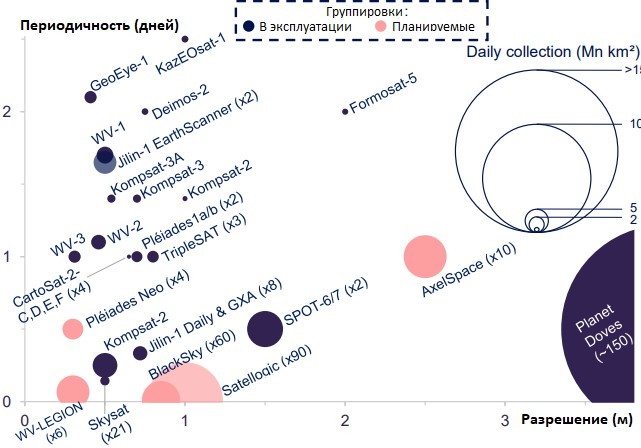 Периодичность (дней)
Группировки:
В эксплуатации
Планируемые
Daily collection (Mn km²)
>15
10
5
2
GeoEye-1
KazEOsat-1
Deimos-2
Formosat-5
2
WV-1
Jilin-1 EarthScanner (x2)
Kompsat-3A
Kompsat-3
Kompsat-2
WV-3
WV-2
Pléiades1a/b (x2)
TripleSAT (x3)
1
CartoSat-2-
C,D,E,F (x4)
Pléiades Neo (x4)
AxelSpace (x10)
Kompsat-2
Jilin-1 Daily & GXA (x8)
SPOT-6/7 (x2)
BlackSky (x60)
Satellogic (x90)
Planet
Doves
(~150)
0
0
1
2
3
WV-LEGION
(x6)
Skysat
(x21)
Разрешение (м)